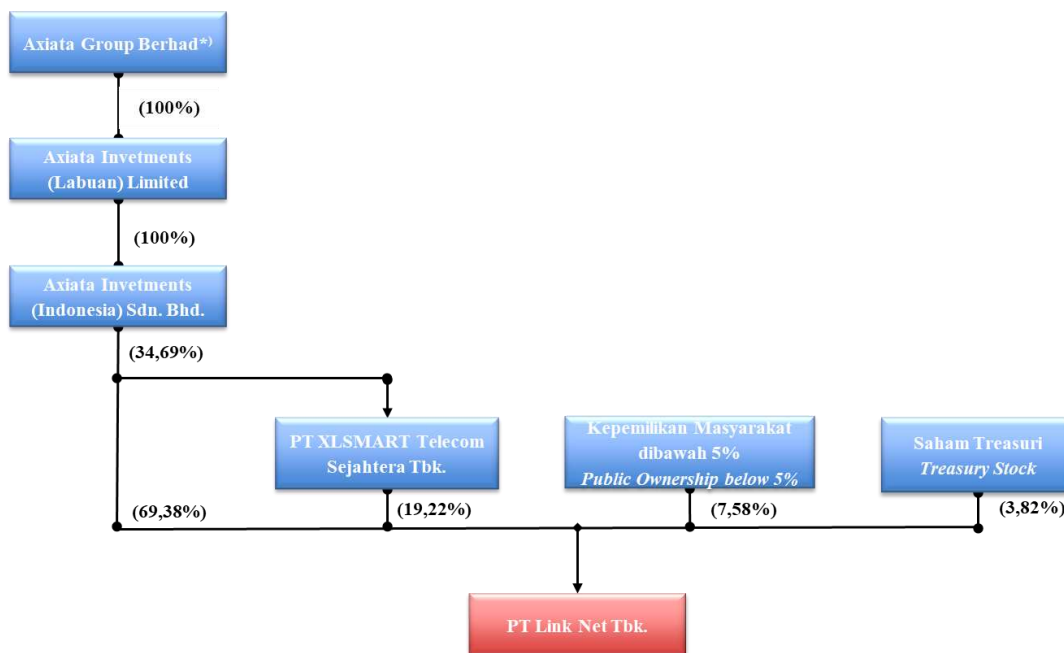 Axiata Group Berhad*)
(100%)
Axiata Invetments
(Labuan) Limited
(100%)
Axiata Invetments
(Indonesia) Sdn. Bhd.
(34,69%)
PT XLSMART Telecom
Sejahtera Tbk.
Kepemilikan Masyarakat
dibawah 5%
Public Ownership below 5%
Saham Treasuri
Treasury Stock
(69,38%)
(19,22%)
(7,58%)
(3,82%)
PT Link Net Tbk.